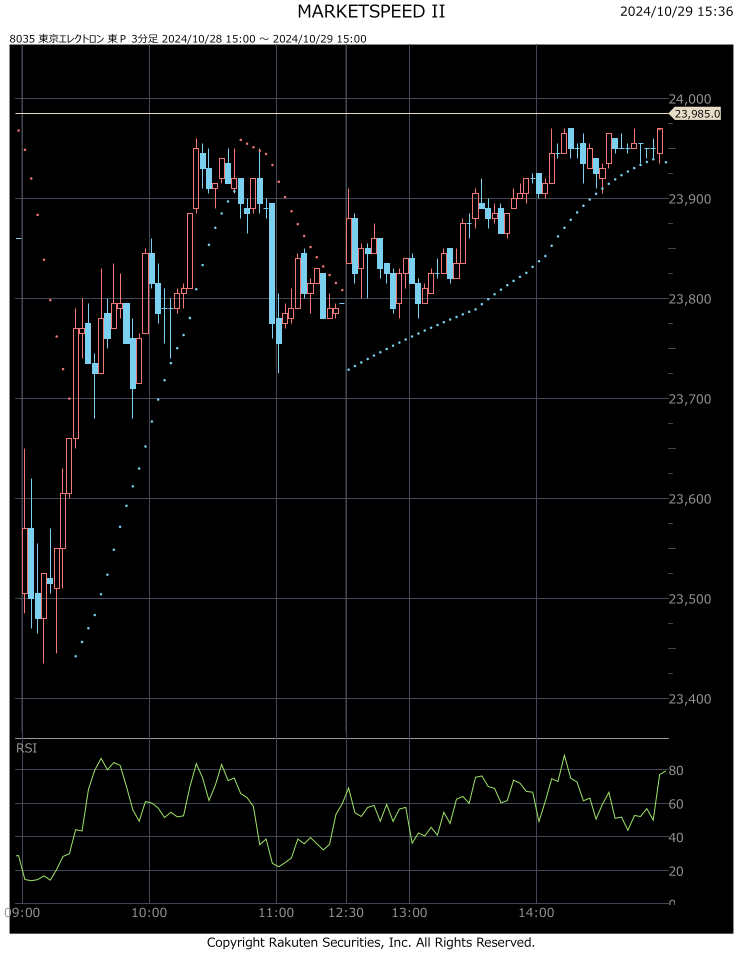 MARKETSPEED II
2024/10/29 15:36
8035 東京エレクトロン 東P 3分足 2024/10/28 15:00 ～ 2024/10/29 15:00
24,000
23,985.0
23,900
23,800
23,700
23,600
23,500
23,400
RSI
80
60
40
20
0
09:00 10:00 11:00 12:30 13:00 14:00
Copyright Rakuten Securities, Inc. All Rights Reserved.